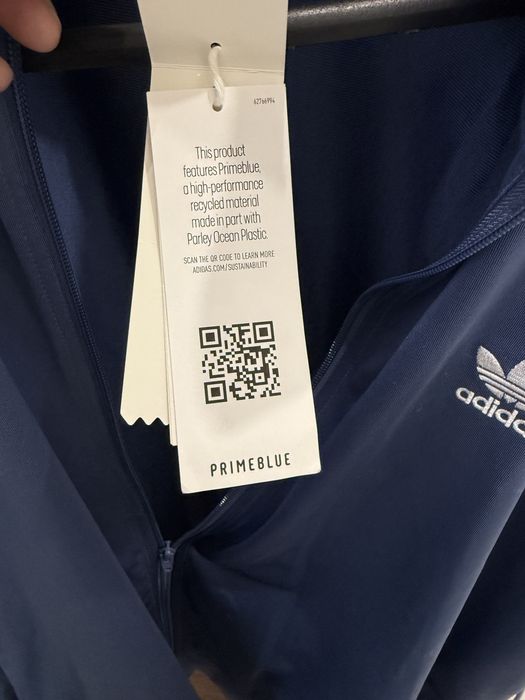 62766994
This product
features Primeblue,
a high-performance
recycled material
made in part with
Parley Ocean Plastic.
SCAN THE QR CODE TO LEARN MORE
ADIDAS.COM/SUSTAINABILITY
PRIMEBLUE
adidas